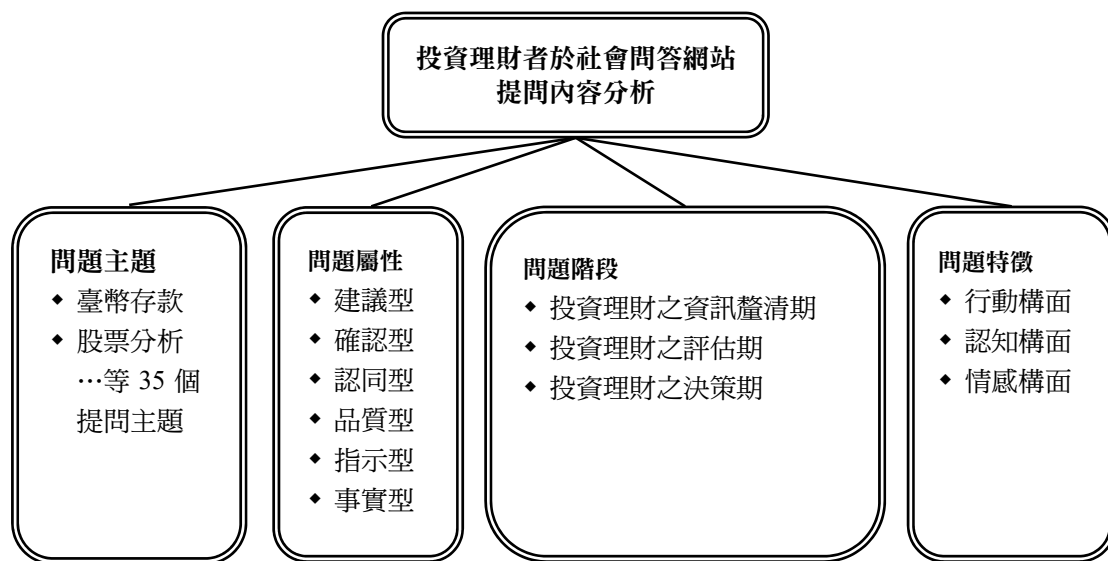 投資理財者於社會問答網站
提問內容分析
問題主題
◆ 臺幣存款
◆ 股票分析
…等 35 個
提問主題
問題屬性
◆ 建議型
◆ 確認型
◆ 認同型
◆ 品質型
◆ 指示型
◆ 事實型
問題階段
◆ 投資理財之資訊釐清期
◆ 投資理財之評估期
◆ 投資理財之決策期
問題特徵
◆ 行動構面
◆ 認知構面
◆ 情感構面